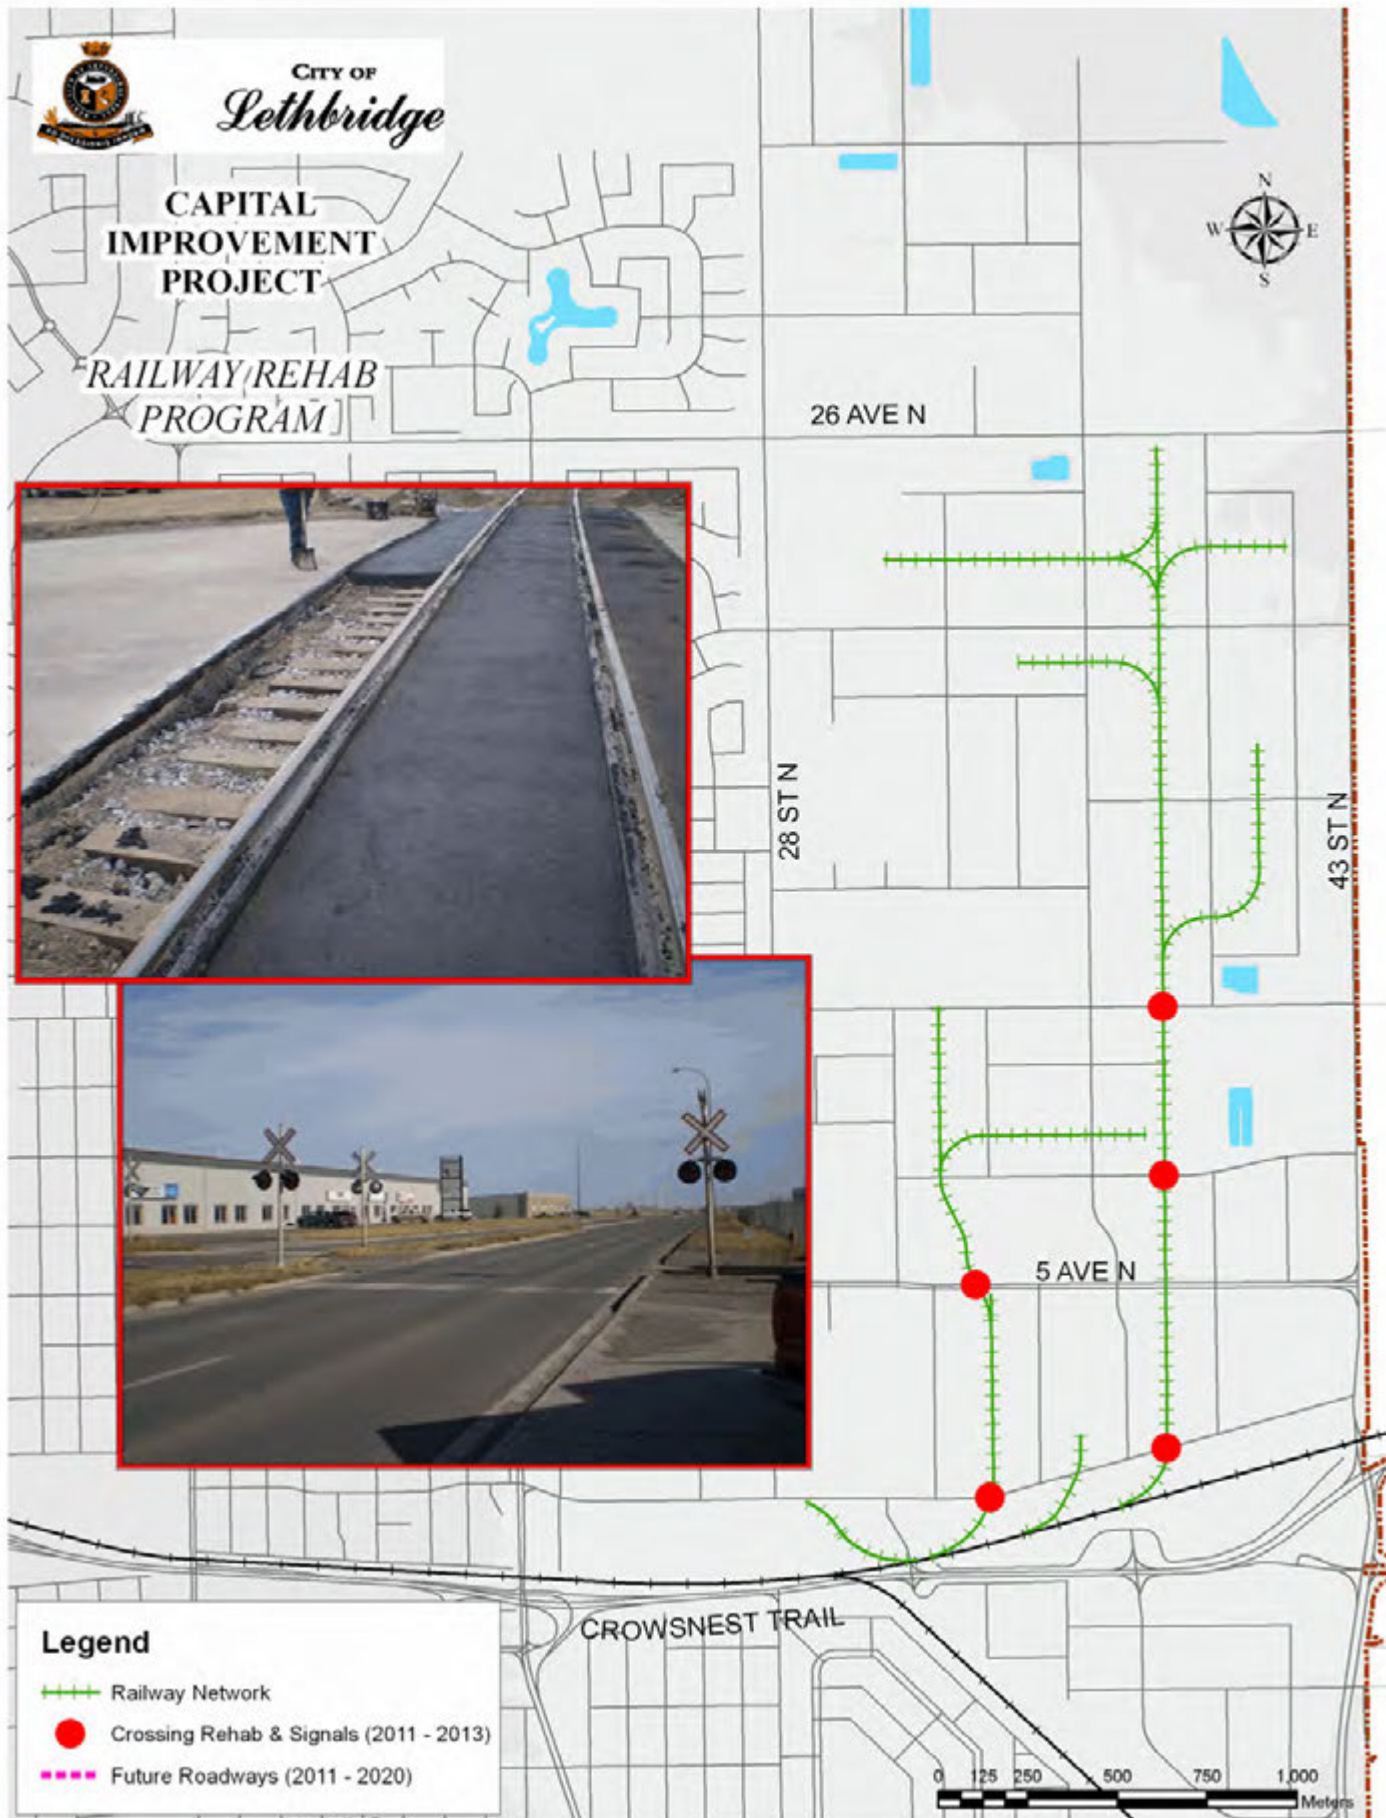 CITY OF
Lethbridge
CAPITAL
IMPROVEMENT
PROJECT
RAILWAY REHAB
PROGRAM
N
W E
S
26 AVE N
28 ST N
43 ST N
5 AVE N
CROWSNEST TRAIL
Legend
Railway Network
Crossing Rehab & Signals (2011 - 2013)
Future Roadways (2011 - 2020)
0 125 250 500 750 1,000
Meters